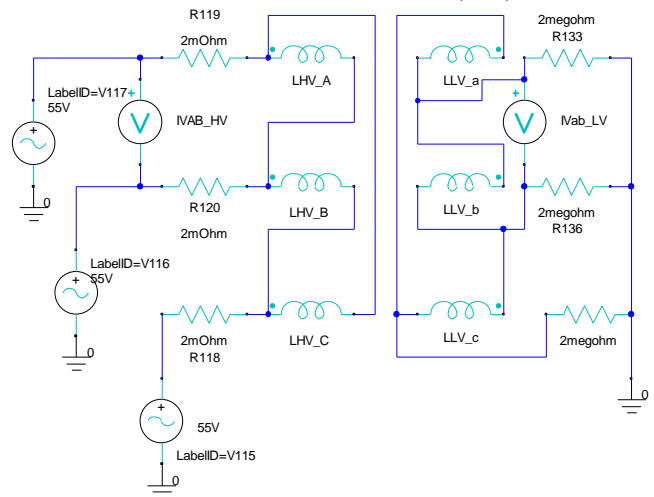 R119
2mOhm
LHV_A
LLV_a
2megohm
R133
LabelID=V117
55V
+
IVAB_HV
V
+
IVab_LV
V
+
0
R120
2mOhm
LHV_B
LLV_b
2megohm
R136
LabelID=V116
55V
+
0
2mOhm
R118
LHV_C
LLV_c
2megohm
0
+
55V
LabelID=V115
0